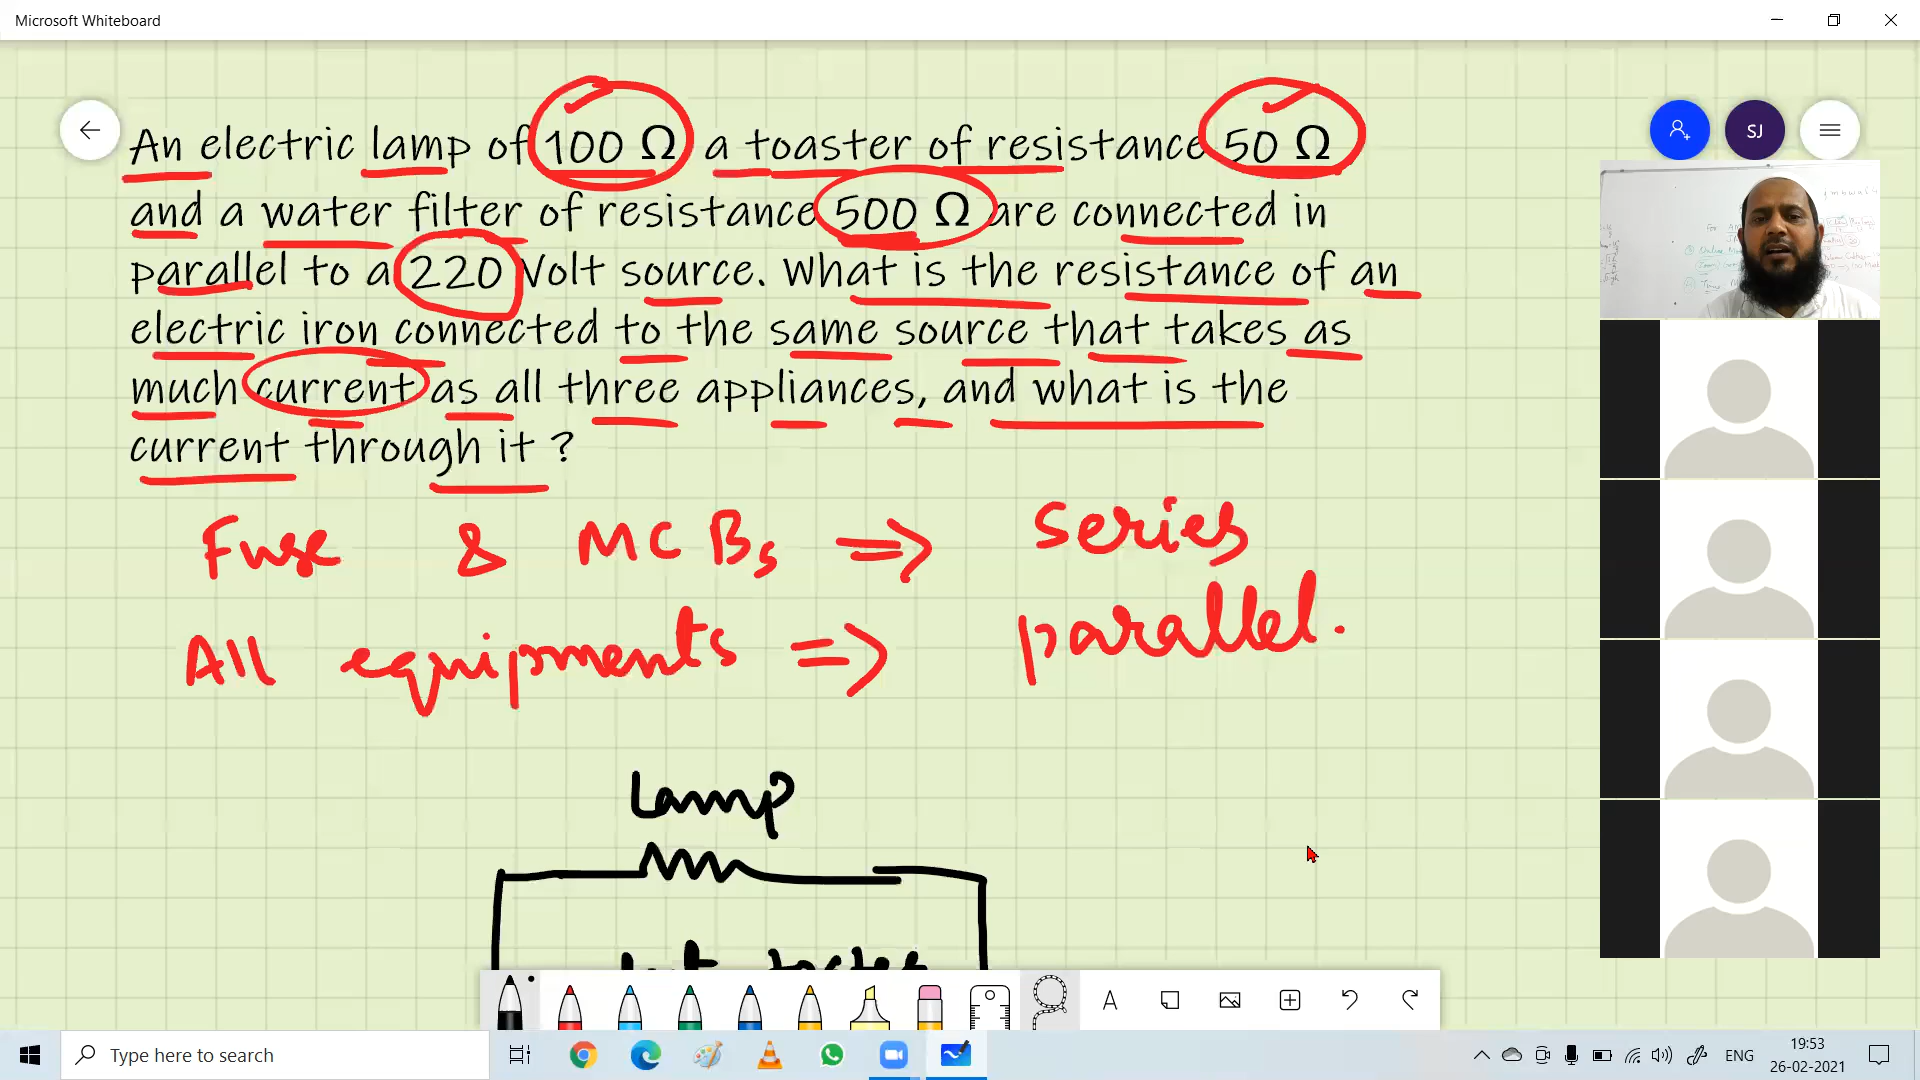 Microsoft Whiteboard
An electric lamp of 100 Ω a toaster of resistance 50 Ω
and a water filter of resistance 500 Ω are connected in
parallel to a 220 Volt source. What is the resistance of an
electric iron connected to the same source that takes as
much current as all three appliances, and what is the
current through it ?
Fuse & MCBs => series
All equipments => parallel.
Lamp
SJ
A
Type here to search
ENG
19:53
26-02-2021